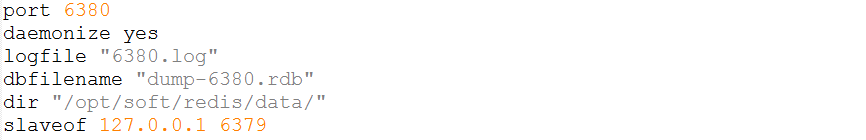 port 6380
daemonize yes
logfile "6380.log"
dbfilename "dump-6380.rdb"
dir "/opt/soft/redis/data/"
slaveof 127.0.0.1 6379